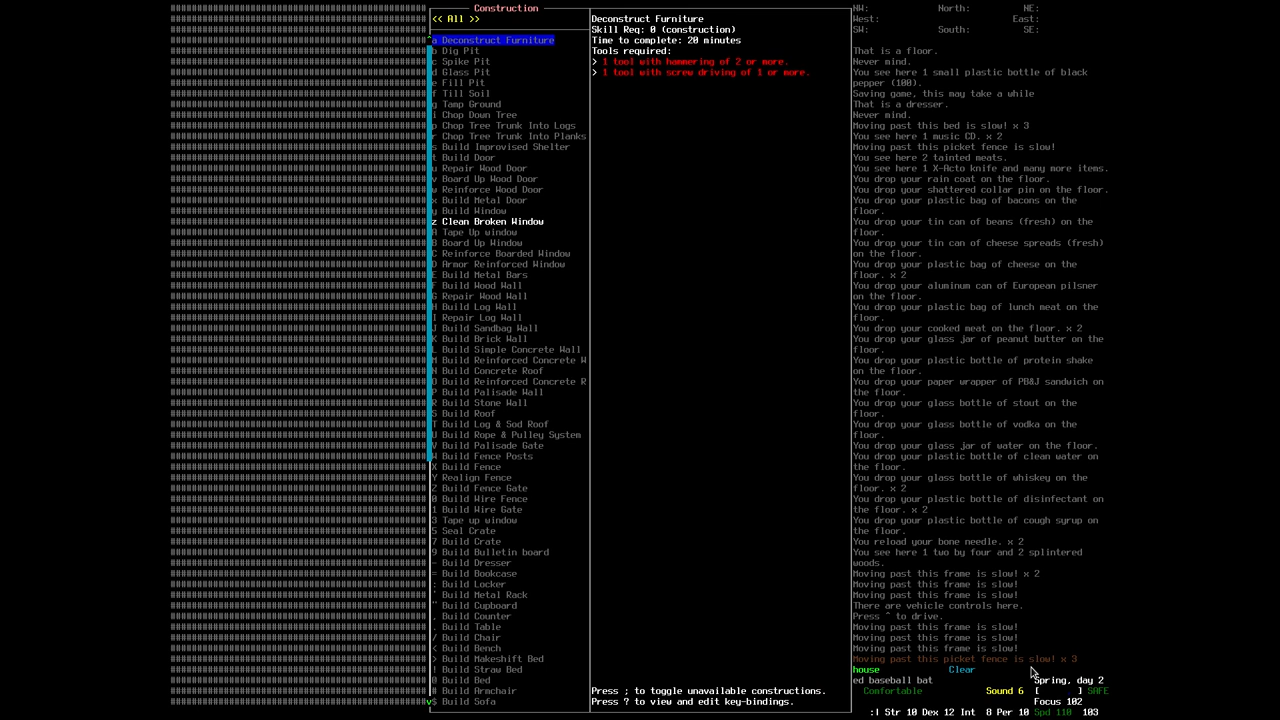 Construction
<< All >>
a Deconstruct Furniture
b Dig Pit
c Spike Pit
d Glass Pit
e Fill Pit
f Till Soil
g Tamp Ground
i Chop Down Tree
p Chop Tree Trunk Into Logs
r Chop Tree Trunk Into Planks
s Build Improvised Shelter
t Build Door
u Repair Wood Door
v Board Up Wood Door
w Reinforce Wood Door
x Build Metal Door
y Build Window
z Clean Broken Window
A Tape Up window
B Board Up Window
C Reinforce Boarded Window
D Armor Reinforced Window
E Build Metal Bars
F Build Wood Wall
G Repair Wood Wall
H Build Log Wall
I Repair Log Wall
J Build Sandbag Wall
K Build Brick Wall
L Build Simple Concrete Wall
M Build Reinforced Concrete W
N Build Concrete Roof
O Build Reinforced Concrete R
P Build Palisade Wall
R Build Stone Wall
S Build Roof
T Build Log & Sod Roof
U Build Rope & Pulley System
V Build Palisade Gate
W Build Fence Posts
X Build Fence
Y Realign Fence
Z Build Fence Gate
0 Build Wire Fence
1 Build Wire Gate
3 Tape up window
5 Seal Crate
7 Build Crate
9 Build Bulletin board
- Build Dresser
= Build Bookcase
: Build Locker
' Build Metal Rack
" Build Cupboard
, Build Counter
. Build Table
/ Build Chair
< Build Bench
> Build Makeshift Bed
! Build Straw Bed
@ Build Bed
# Build Armchair
$ Build Sofa
Deconstruct Furniture
Skill Req: 0 (construction)
Time to complete: 20 minutes
Tools required:
> 1 tool with hammering of 2 or more.
> 1 tool with screw driving of 1 or more.
Press ; to toggle unavailable constructions.
Press ? to view and edit key-bindings.
NW: North: NE:
West: East:
SW: South: SE:
That is a floor.
Never mind.
You see here 1 small plastic bottle of black
pepper (100).
Saving game, this may take a while
That is a dresser.
Never mind.
Moving past this bed is slow! x 3
You see here 1 music CD. x 2
Moving past this picket fence is slow!
You see here 2 tainted meats.
You see here 1 X-Acto knife and many more items.
You drop your rain coat on the floor.
You drop your shattered collar pin on the floor.
You drop your plastic bag of bacons on the
floor.
You drop your tin can of beans (fresh) on the
floor.
You drop your tin can of cheese spreads (fresh)
on the floor.
You drop your plastic bag of cheese on the
floor. x 2
You drop your aluminum can of European pilsner
on the floor.
You drop your plastic bag of lunch meat on the
floor.
You drop your cooked meat on the floor. x 2
You drop your glass jar of peanut butter on the
floor.
You drop your plastic bottle of protein shake
on the floor.
You drop your paper wrapper of PB&J sandwich on
the floor.
You drop your glass bottle of stout on the
floor.
You drop your glass bottle of vodka on the
floor.
You drop your glass jar of water on the floor.
You drop your plastic bottle of clean water on
the floor.
You drop your glass bottle of whiskey on the
floor. x 2
You drop your plastic bottle of disinfectant on
the floor. x 2
You drop your plastic bottle of cough syrup on
the floor.
You reload your bone needle. x 2
You see here 1 two by four and 2 splintered
woods.
Moving past this frame is slow! x 2
Moving past this frame is slow!
Moving past this frame is slow!
There are vehicle controls here.
Press ^ to drive.
Moving past this frame is slow!
Moving past this frame is slow!
Moving past this frame is slow!
Moving past this picket fence is slow! x 3
house Clear
ed baseball bat Spring, day 2
Comfortable Sound 6 [ ] SAFE
Focus 102
:| Str 10 Dex 12 Int 8 Per 10 Spd 110 103